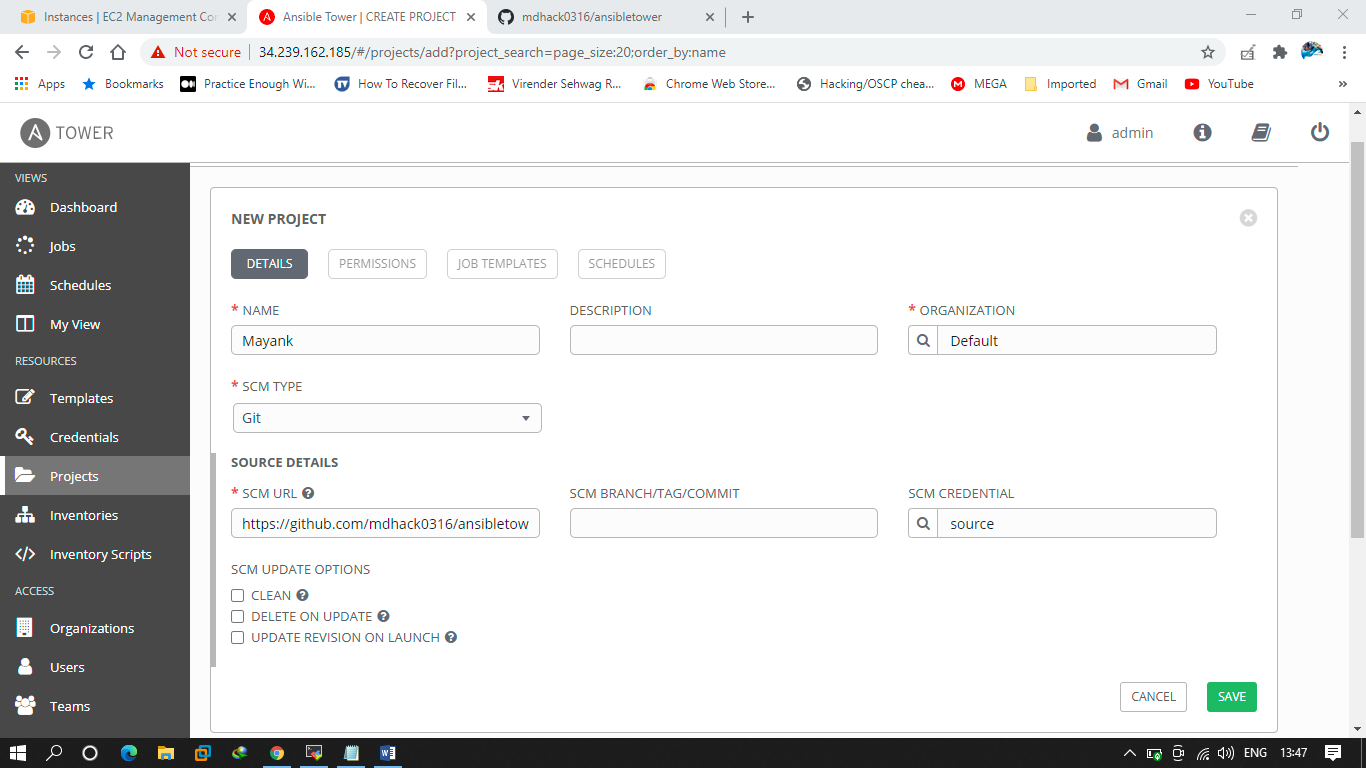 Instances | EC2 Management Con
Ansible Tower | CREATE PROJECT
mdhack0316/ansibletower
Not secure
34.239.162.185/#/projects/add?project_search=page_size:20;order_by:name
Apps
Bookmarks
Practice Enough Wi...
How To Recover Fil...
Virender Sehwag R...
Chrome Web Store...
Hacking/OSCP chea...
MEGA
Imported
Gmail
YouTube
»
A TOWER
admin
VIEWS
Dashboard
Jobs
Schedules
My View
RESOURCES
Templates
Credentials
Projects
Inventories
Inventory Scripts
ACCESS
Organizations
Users
Teams
NEW PROJECT
DETAILS
PERMISSIONS
JOB TEMPLATES
SCHEDULES
* NAME
DESCRIPTION
* ORGANIZATION
Mayank
Default
* SCM TYPE
Git
SOURCE DETAILS
* SCM URL
SCM BRANCH/TAG/COMMIT
SCM CREDENTIAL
https://github.com/mdhack0316/ansibletow
source
SCM UPDATE OPTIONS
CLEAN
DELETE ON UPDATE
UPDATE REVISION ON LAUNCH
CANCEL
SAVE
ENG
13:47